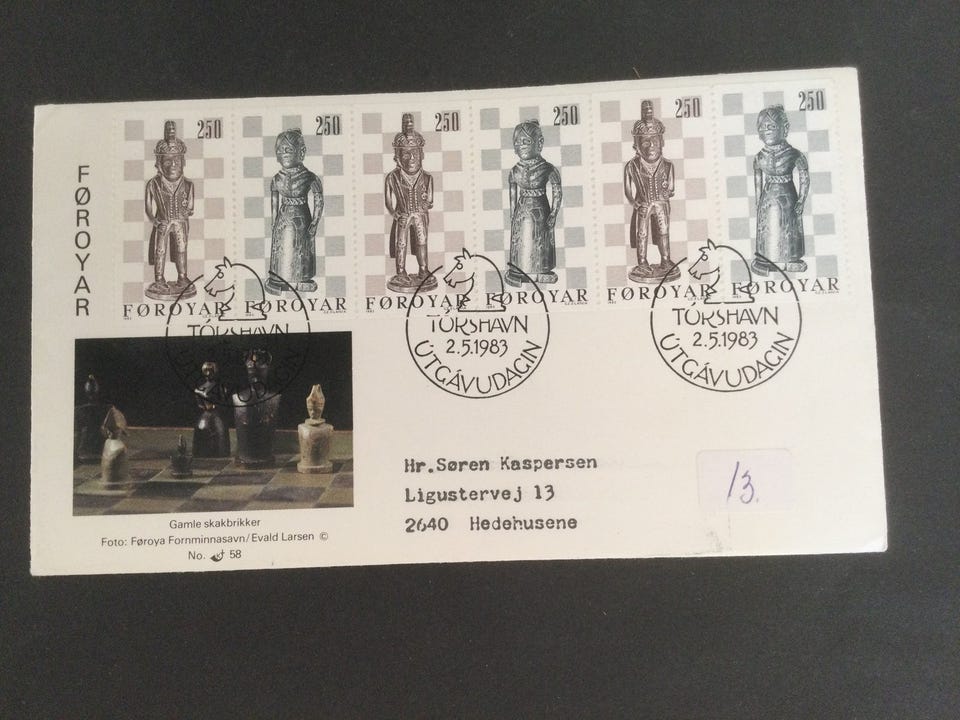 FØROYAR
250
250
250
250
250
250
FØROYAR
FØROYAR
FØROYAR
FØROYAR
FØROYAR
FØROYAR
TÓRSHAVN
TÓRSHAVN
2.5.1983
ÚTGÁVUDAGIN
TÓRSHAVN
2.5.1983
ÚTGÁVUDAGIN
Gamle skakbrikker
Foto: Føroya Fornminnasavn/Evald Larsen ©
No. 58
Hr.Søren Kaspersen
Ligustervej 13
2640 Hedehusene
13.